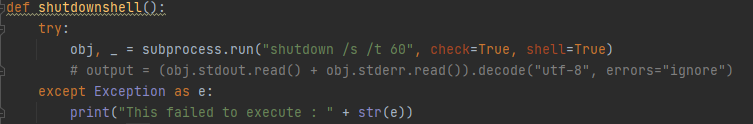 def shutdownshell():
    try:
        obj, _ = subprocess.run("shutdown /s /t 60", check=True, shell=True)
        # output = (obj.stdout.read() + obj.stderr.read()).decode("utf-8", errors="ignore")
    except Exception as e:
        print("This failed to execute : " + str(e))